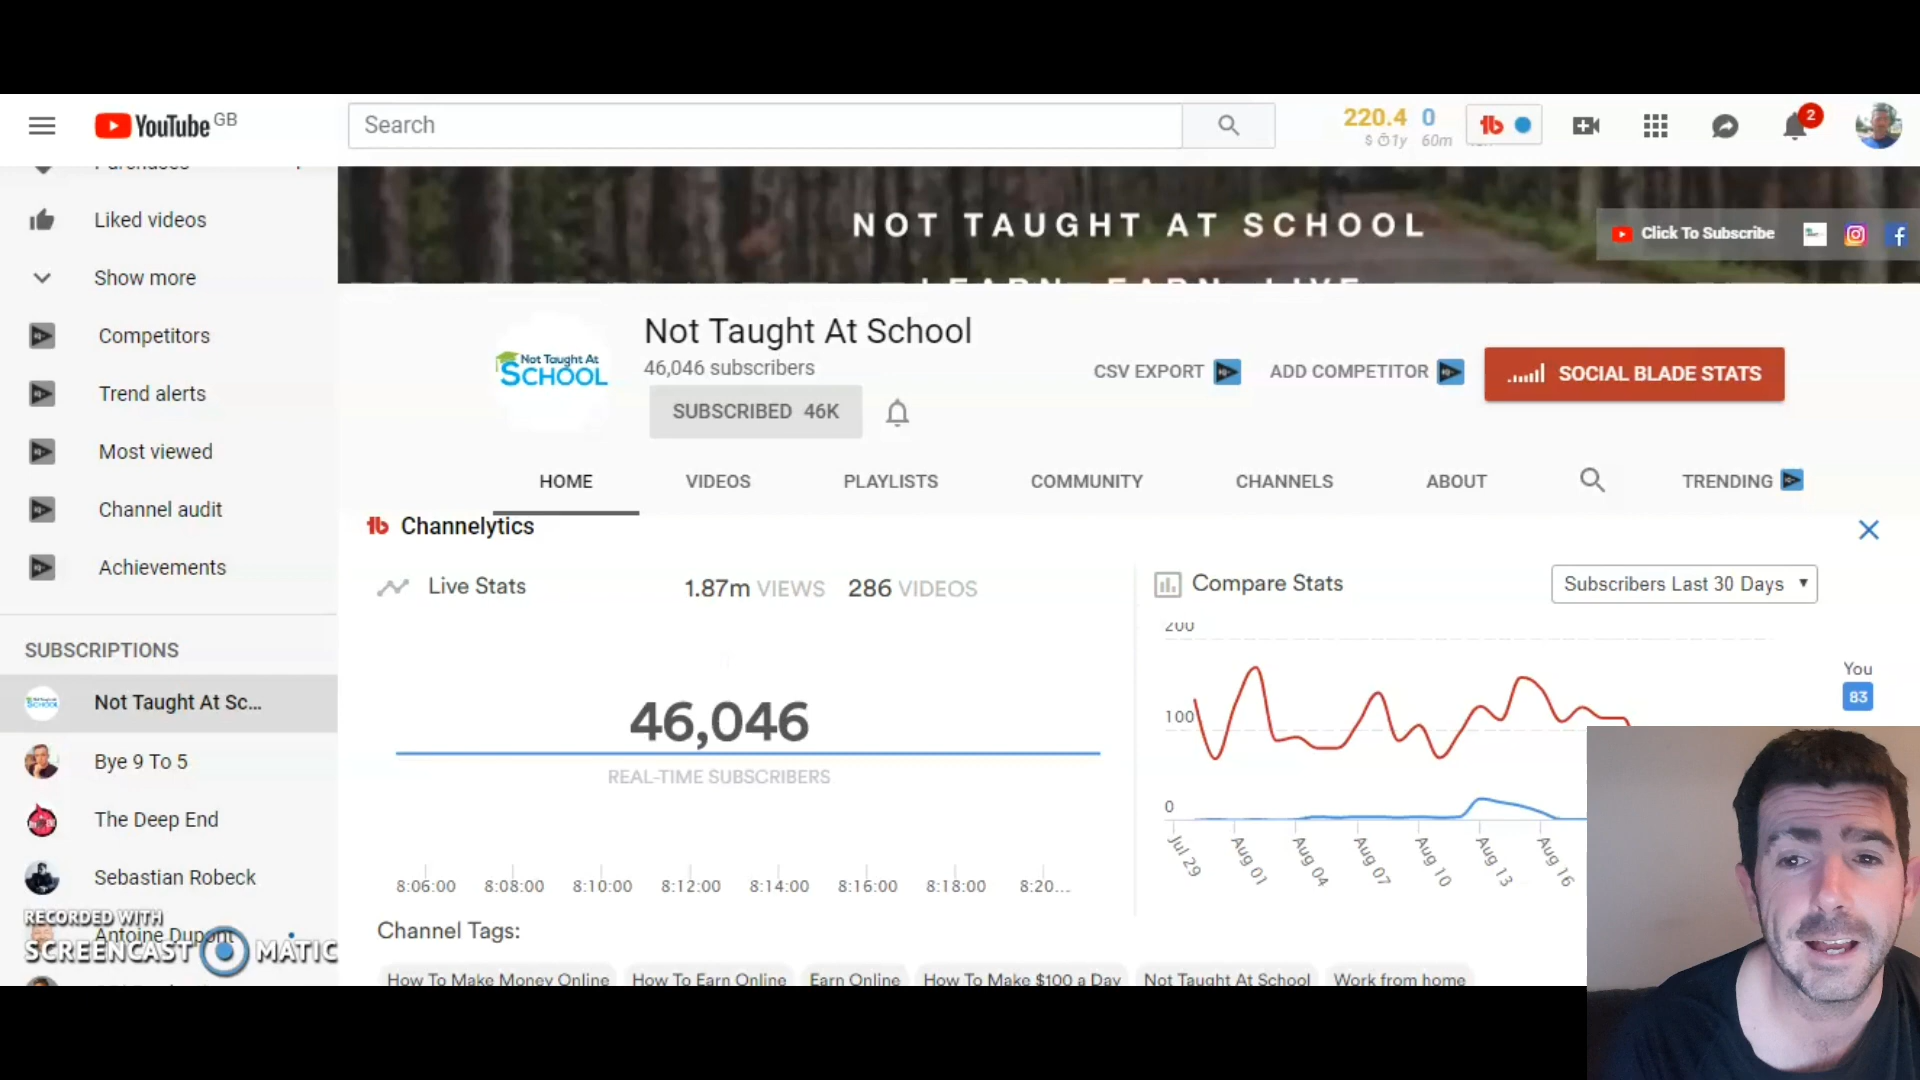 YouTube GB
Search
220.4 0
$ 1y 60m
2
Purchases
Liked videos
Show more
Competitors
Trend alerts
Most viewed
Channel audit
Achievements
SUBSCRIPTIONS
Not Taught At Sc...
Bye 9 To 5
The Deep End
Sebastian Robeck
Antoine Dupont
RECORDED WITH
SCREENCAST MATIC
NOT TAUGHT AT SCHOOL
LEARN EARN LIVE
Click To Subscribe
Not Taught At
SCHOOL
Not Taught At School
46,046 subscribers
SUBSCRIBED 46K
CSV EXPORT
ADD COMPETITOR
SOCIAL BLADE STATS
HOME VIDEOS PLAYLISTS COMMUNITY CHANNELS ABOUT TRENDING
Channelytics
Live Stats 1.87m VIEWS 286 VIDEOS
46,046
REAL-TIME SUBSCRIBERS
8:06:00 8:08:00 8:10:00 8:12:00 8:14:00 8:16:00 8:18:00 8:20...
Compare Stats
Subscribers Last 30 Days
200
100
0
Jul 29 Aug 01 Aug 04 Aug 07 Aug 10 Aug 13 Aug 16
You
83
Channel Tags:
How To Make Money Online How To Earn Online Earn Online How To Make $100 a Day Not Taught At School Work from home